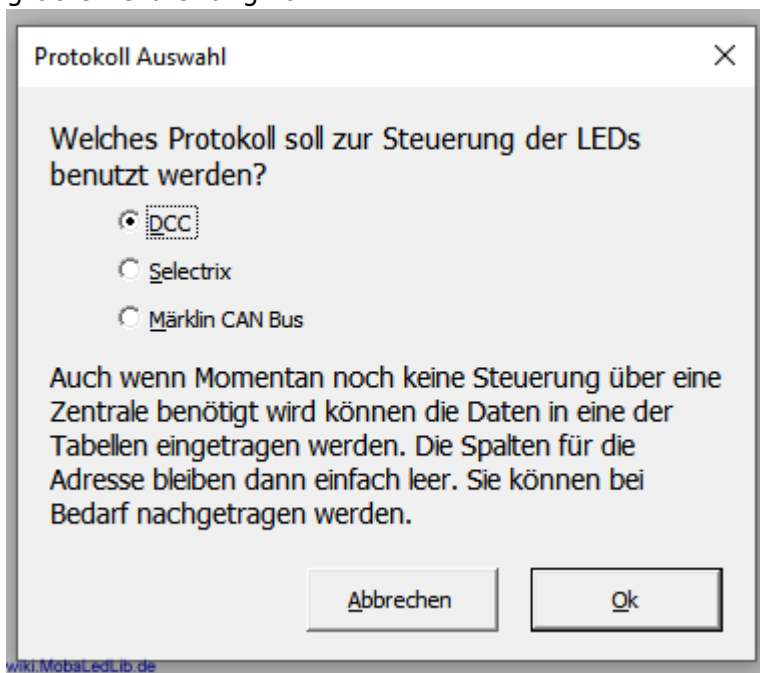 Protokoll Auswahl
Welches Protokoll soll zur Steuerung der LEDs
benutzt werden?
DCC
Selectrix
Märklin CAN Bus
Auch wenn Momentan noch keine Steuerung über eine
Zentrale benötigt wird können die Daten in eine der
Tabellen eingetragen werden. Die Spalten für die
Adresse bleiben dann einfach leer. Sie können bei
Bedarf nachgetragen werden.
Abbrechen Ok
wiki.MobaLedLib.de